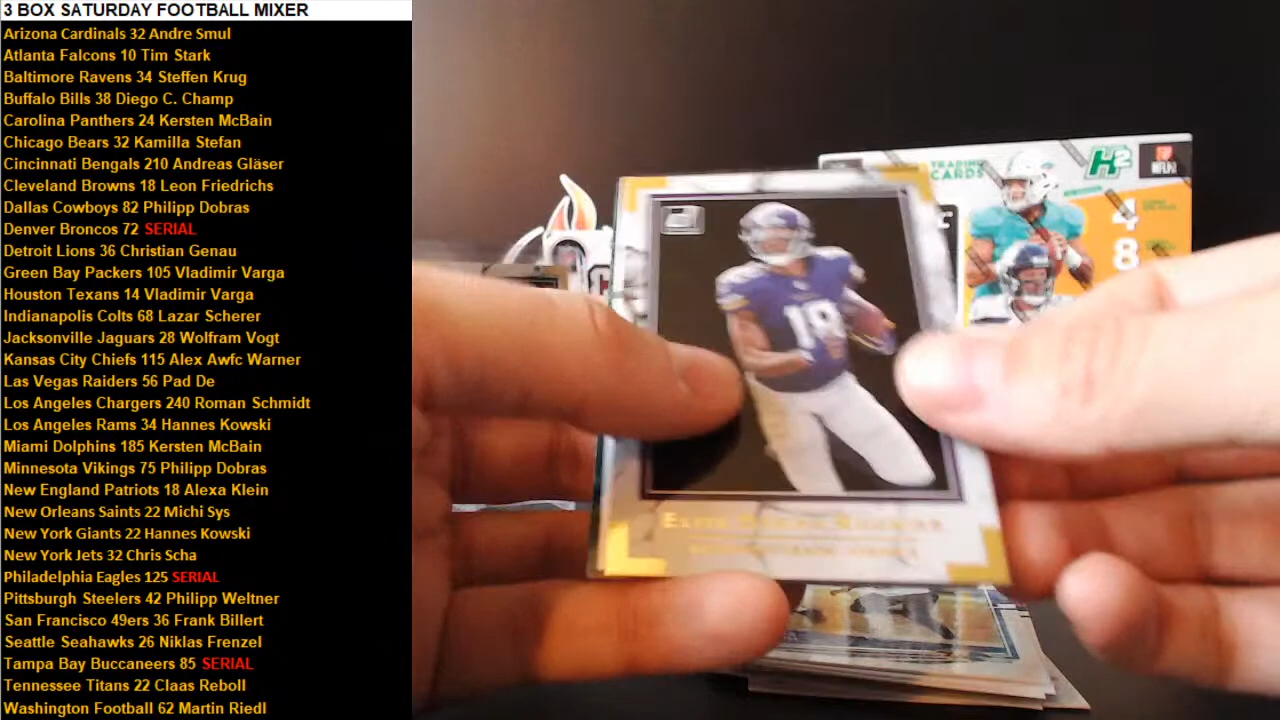 3 BOX SATURDAY FOOTBALL MIXER
Arizona Cardinals 32 Andre Smul
Atlanta Falcons 10 Tim Stark
Baltimore Ravens 34 Steffen Krug
Buffalo Bills 38 Diego C. Champ
Carolina Panthers 24 Kersten McBain
Chicago Bears 32 Kamilla Stefan
Cincinnati Bengals 210 Andreas Gläser
Cleveland Browns 18 Leon Friedrichs
Dallas Cowboys 82 Philipp Dobras
Denver Broncos 72 SERIAL
Detroit Lions 36 Christian Genau
Green Bay Packers 105 Vladimir Varga
Houston Texans 14 Vladimir Varga
Indianapolis Colts 68 Lazar Scherer
Jacksonville Jaguars 28 Wolfram Vogt
Kansas City Chiefs 115 Alex Awfc Warner
Las Vegas Raiders 56 Pad De
Los Angeles Chargers 240 Roman Schmidt
Los Angeles Rams 34 Hannes Kowski
Miami Dolphins 185 Kersten McBain
Minnesota Vikings 75 Philipp Dobras
New England Patriots 18 Alexa Klein
New Orleans Saints 22 Michi Sys
New York Giants 22 Hannes Kowski
New York Jets 32 Chris Scha
Philadelphia Eagles 125 SERIAL
Pittsburgh Steelers 42 Philipp Weltner
San Francisco 49ers 36 Frank Billert
Seattle Seahawks 26 Niklas Frenzel
Tampa Bay Buccaneers 85 SERIAL
Tennessee Titans 22 Claas Reboll
Washington Football 62 Martin Riedl
TRADING
CARDS
H2
4
8
18